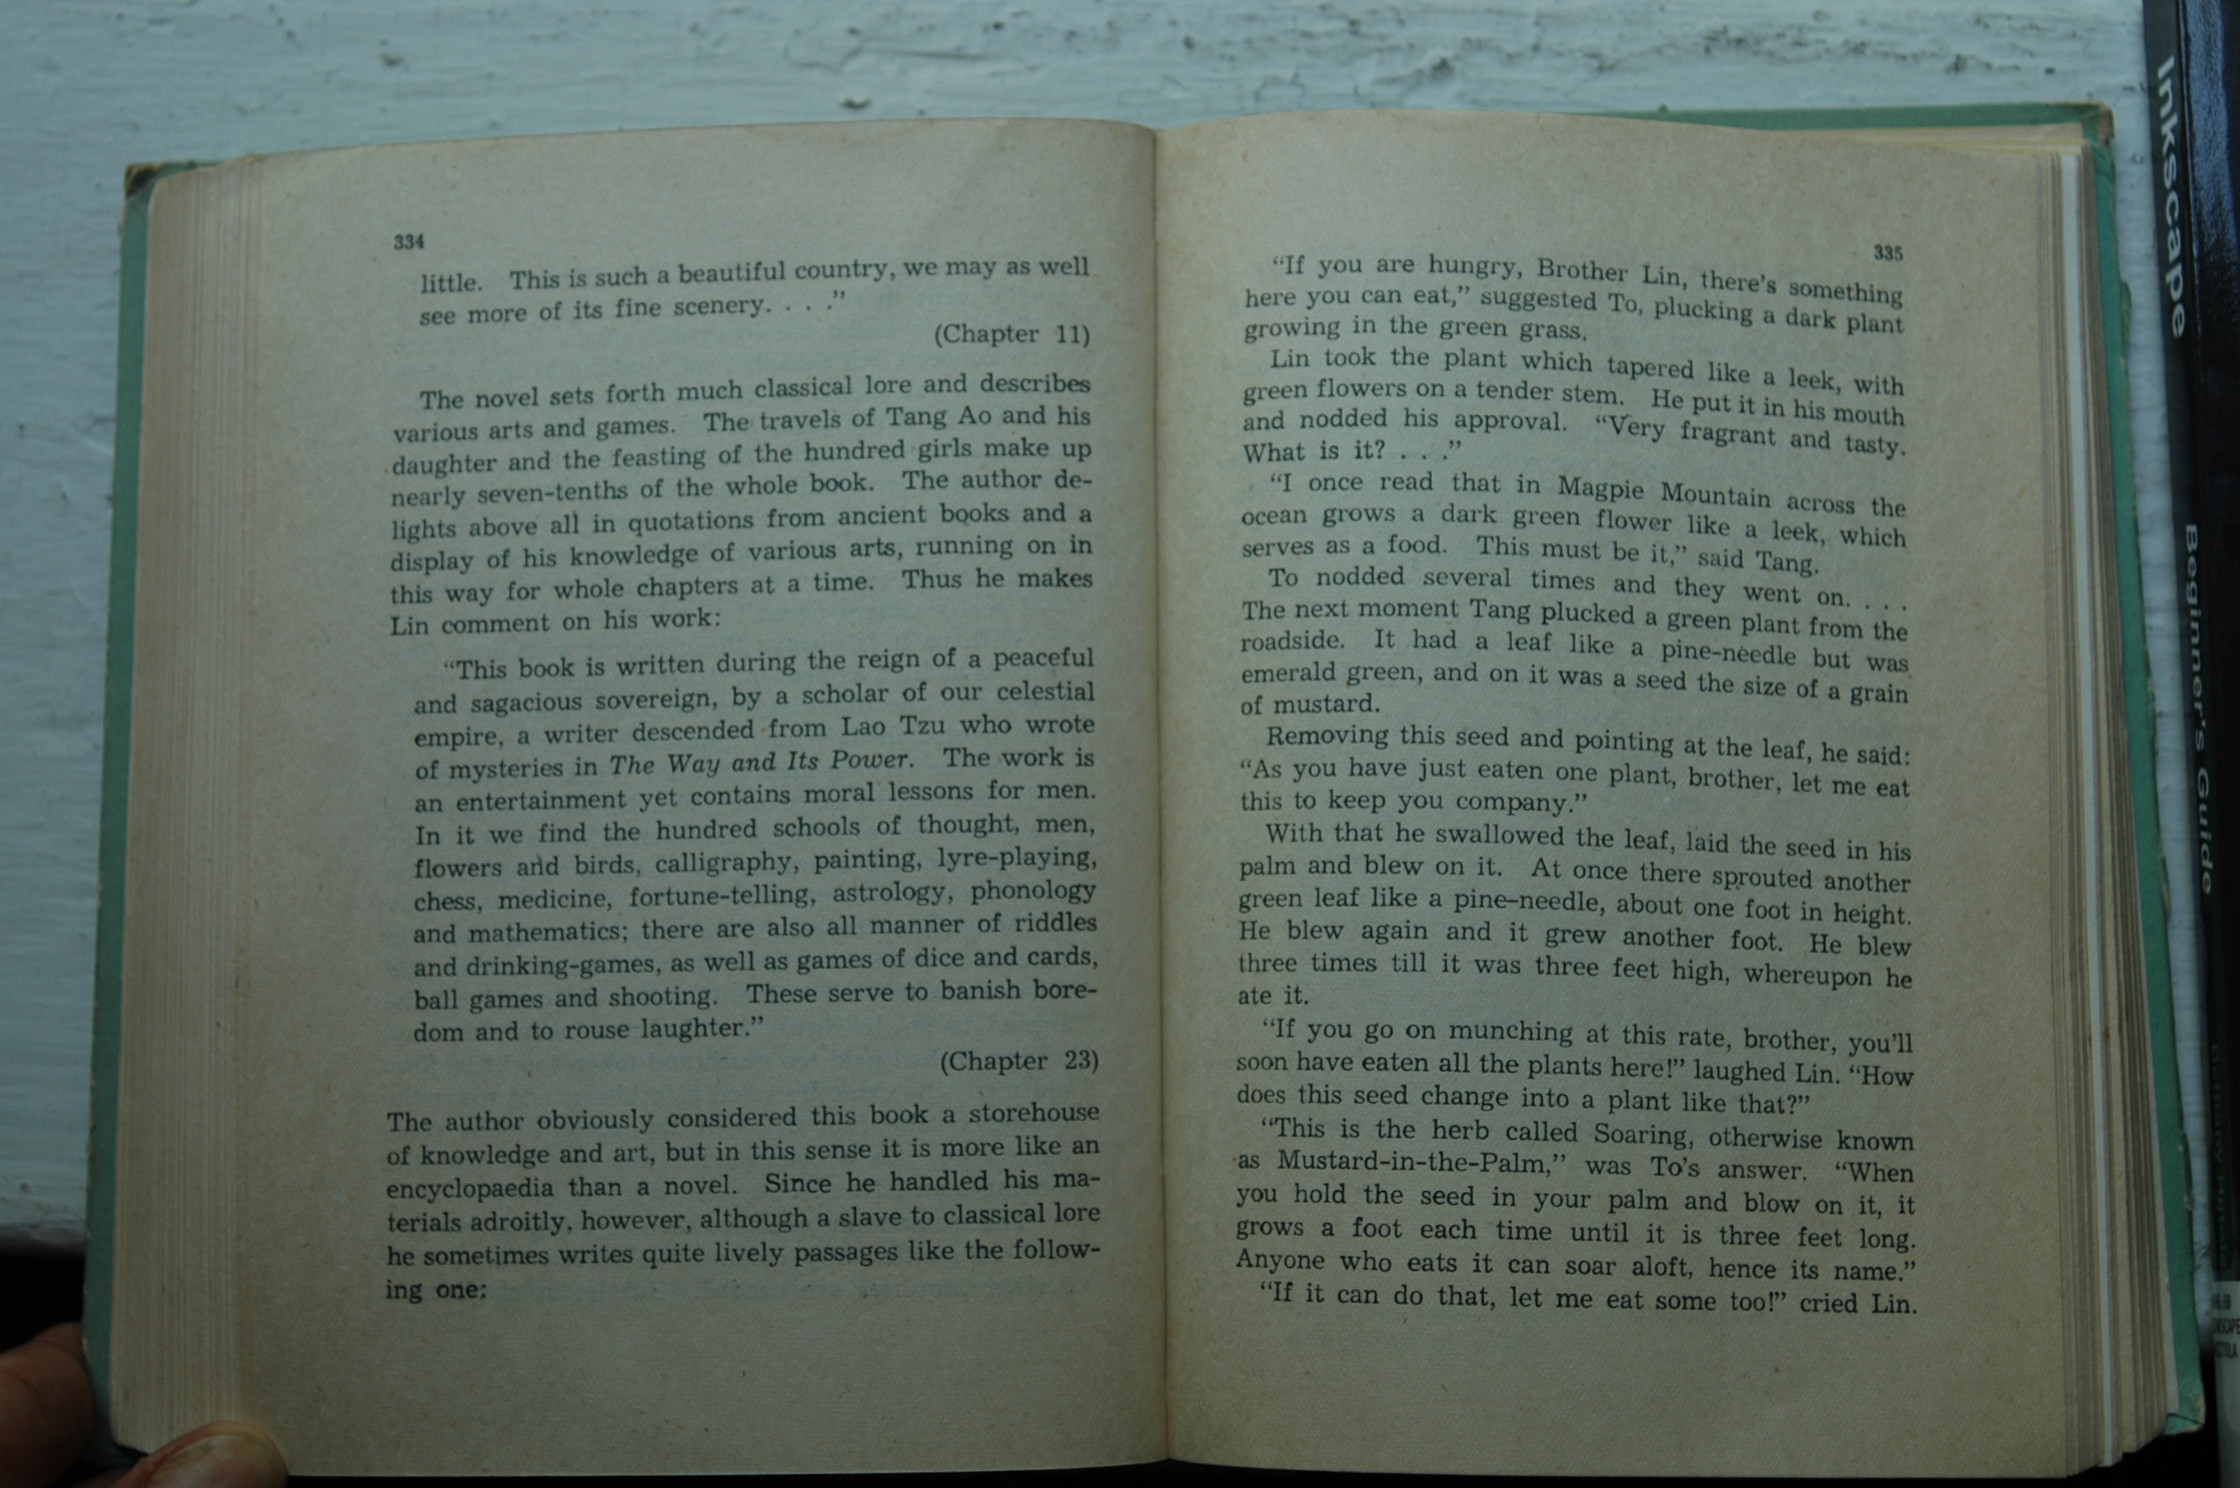 334
little. This is such a beautiful country, we may as well
see more of its fine scenery. . . ."
(Chapter 11)
The novel sets forth much classical lore and describes
various arts and games. The travels of Tang Ao and his
daughter and the feasting of the hundred girls make up
nearly seven-tenths of the whole book. The author de-
lights above all in quotations from ancient books and a
display of his knowledge of various arts, running on in
this way for whole chapters at a time. Thus he makes
Lin comment on his work:
"This book is written during the reign of a peaceful
and sagacious sovereign, by a scholar of our celestial
empire, a writer descended from Lao Tzu who wrote
of mysteries in The Way and Its Power. The work is
an entertainment yet contains moral lessons for men.
In it we find the hundred schools of thought, men,
flowers and birds, calligraphy, painting, lyre-playing,
chess, medicine, fortune-telling, astrology, phonology
and mathematics; there are also all manner of riddles
and drinking-games, as well as games of dice and cards,
ball games and shooting. These serve to banish bore-
dom and to rouse laughter."
(Chapter 23)
The author obviously considered this book a storehouse
of knowledge and art, but in this sense it is more like an
encyclopaedia than a novel. Since he handled his ma-
terials adroitly, however, although a slave to classical lore
he sometimes writes quite lively passages like the follow-
ing one:
335
"If you are hungry, Brother Lin, there's something
here you can eat," suggested To, plucking a dark plant
growing in the green grass.
Lin took the plant which tapered like a leek, with
green flowers on a tender stem. He put it in his mouth
and nodded his approval. "Very fragrant and tasty.
What is it? . . ."
"I once read that in Magpie Mountain across the
ocean grows a dark green flower like a leek, which
serves as a food. This must be it," said Tang.
To nodded several times and they went on. . . .
The next moment Tang plucked a green plant from the
roadside. It had a leaf like a pine-needle but was
emerald green, and on it was a seed the size of a grain
of mustard.
Removing this seed and pointing at the leaf, he said:
"As you have just eaten one plant, brother, let me eat
this to keep you company."
With that he swallowed the leaf, laid the seed in his
palm and blew on it. At once there sprouted another
green leaf like a pine-needle, about one foot in height.
He blew again and it grew another foot. He blew
three times till it was three feet high, whereupon he
ate it.
"If you go on munching at this rate, brother, you'll
soon have eaten all the plants here!" laughed Lin. "How
does this seed change into a plant like that?"
"This is the herb called Soaring, otherwise known
as Mustard-in-the-Palm," was To's answer. "When
you hold the seed in your palm and blow on it, it
grows a foot each time until it is three feet long.
Anyone who eats it can soar aloft, hence its name."
"If it can do that, let me eat some too!" cried Lin.
Inkscape
Beginner's Guide